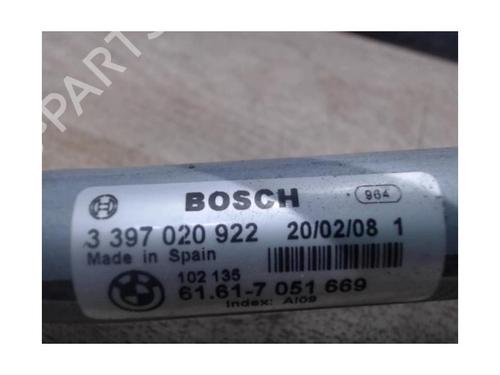 PARTS
BOSCH 964
3 397 020 922 20/02/08 1
Made in Spain
102 135
61.61-7 051 669
Index: AI09